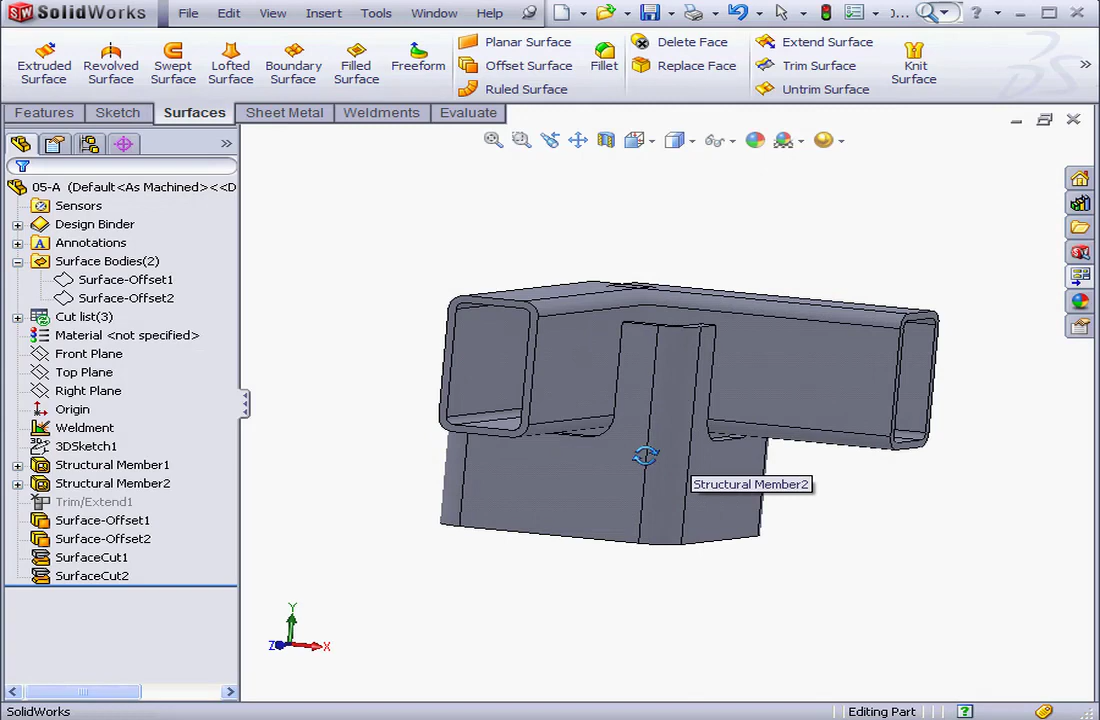 SolidWorks File Edit View Insert Tools Window Help )... ?
Extruded Surface
Revolved Surface
Swept Surface
Lofted Surface
Boundary Surface
Filled Surface
Freeform
Planar Surface
Offset Surface
Ruled Surface
Fillet
Delete Face
Replace Face
Extend Surface
Trim Surface
Untrim Surface
Knit Surface
Features Sketch Surfaces Sheet Metal Weldments Evaluate
05-A (Default<As Machined><<D
Sensors
Design Binder
Annotations
Surface Bodies(2)
Surface-Offset1
Surface-Offset2
Cut list(3)
Material <not specified>
Front Plane
Top Plane
Right Plane
Origin
Weldment
3DSketch1
Structural Member1
Structural Member2
Trim/Extend1
Surface-Offset1
Surface-Offset2
SurfaceCut1
SurfaceCut2
Structural Member2
Y
Z
X
SolidWorks Editing Part ?